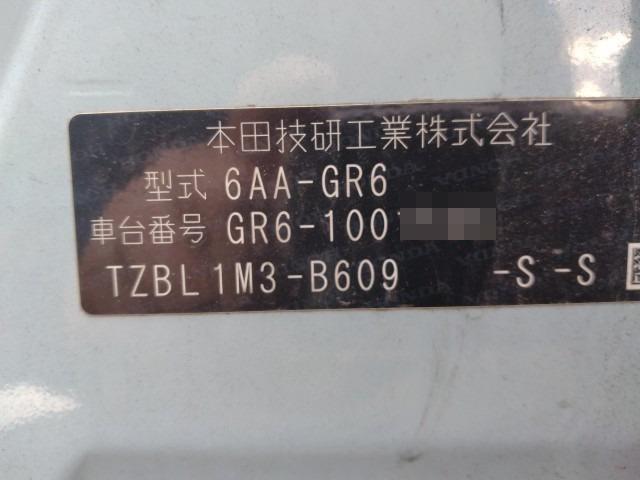 本田技研工業株式会社
型式 6AA-GR6
車台番号 GR6-1001
TZBL1M3-B609 -S -S